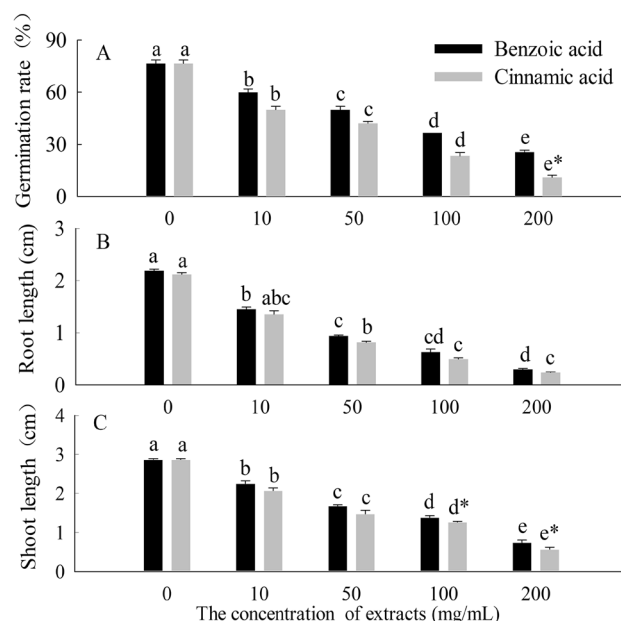 Germination rate (%)
A
Benzoic acid
Cinnamic acid
90
60
30
0
a a
b b
c c
d d
e e*
0 10 50 100 200
Root length (cm)
B
3
2
1
0
a a
b abc
c b
cd c
d c
0 10 50 100 200
Shoot length (cm)
C
4
3
2
1
0
a a
b b
c c
d d*
e e*
0 10 50 100 200
The concentration of extracts (mg/mL)